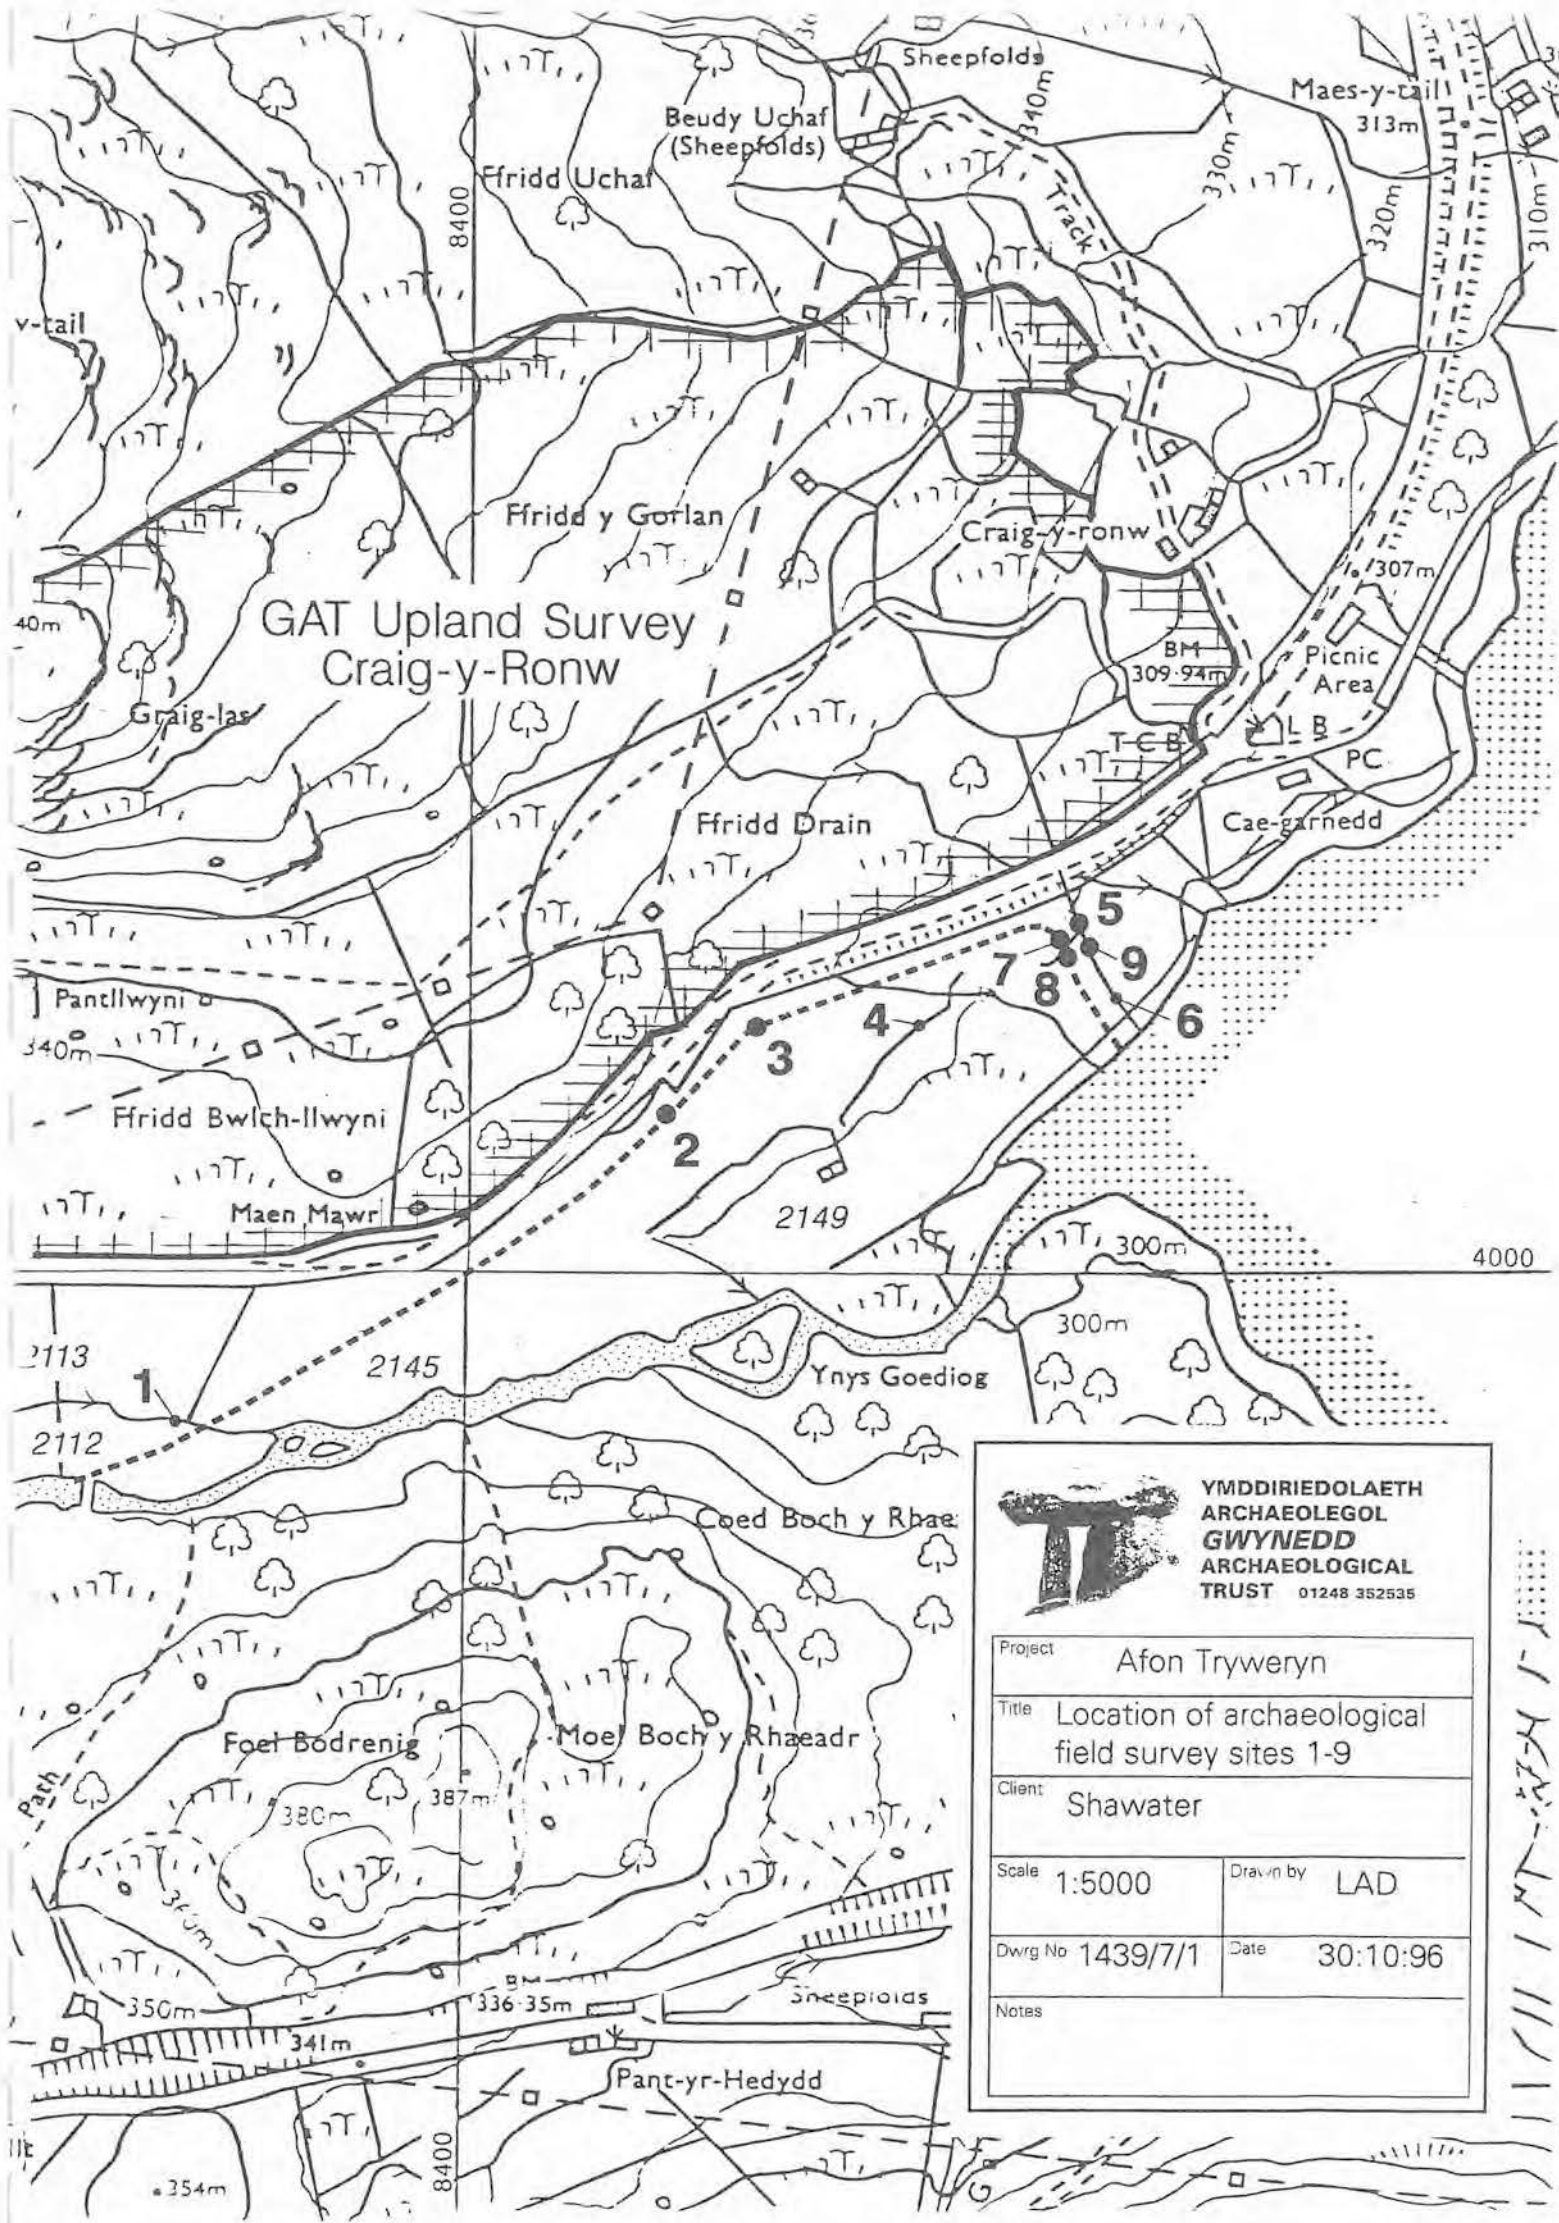 Sheepfolds
Maes-y-tail
313m
Beudy Uchaf
(Sheepfolds)
340m
330m
320m
310m
Track
Ffridd Uchaf
8400
y-tail
Ffridd y Gorlan
Craig-y-ronw
307m
GAT Upland Survey
Craig-y-Ronw
40m
BM
309·94m
Picnic
Area
Graig-las
T C B
L B
PC
Ffridd Drain
Cae-garnedd
5
7
9
8
Pantllwyni
4
6
340m
3
Ffridd Bwlch-llwyni
2
Maen Mawr
2149
300m
4000
300m
2113
1
2145
Ynys Goediog
2112
Coed Boch y Rhae
YMDDIRIEDOLAETH
ARCHAEOLEGOL
GWYNEDD
ARCHAEOLOGICAL
TRUST 01248 352535
Project Afon Tryweryn
Title Location of archaeological
field survey sites 1-9
Client Shawater
Scale 1:5000
Drawn by LAD
Dwrg No 1439/7/1
Date 30:10:96
Notes
Foel Bodrenig
Moel Boch y Rhaeadr
Path
387m
380m
350m
BM
336·35m
Sheepfolds
341m
Pant-yr-Hedydd
8400
354m